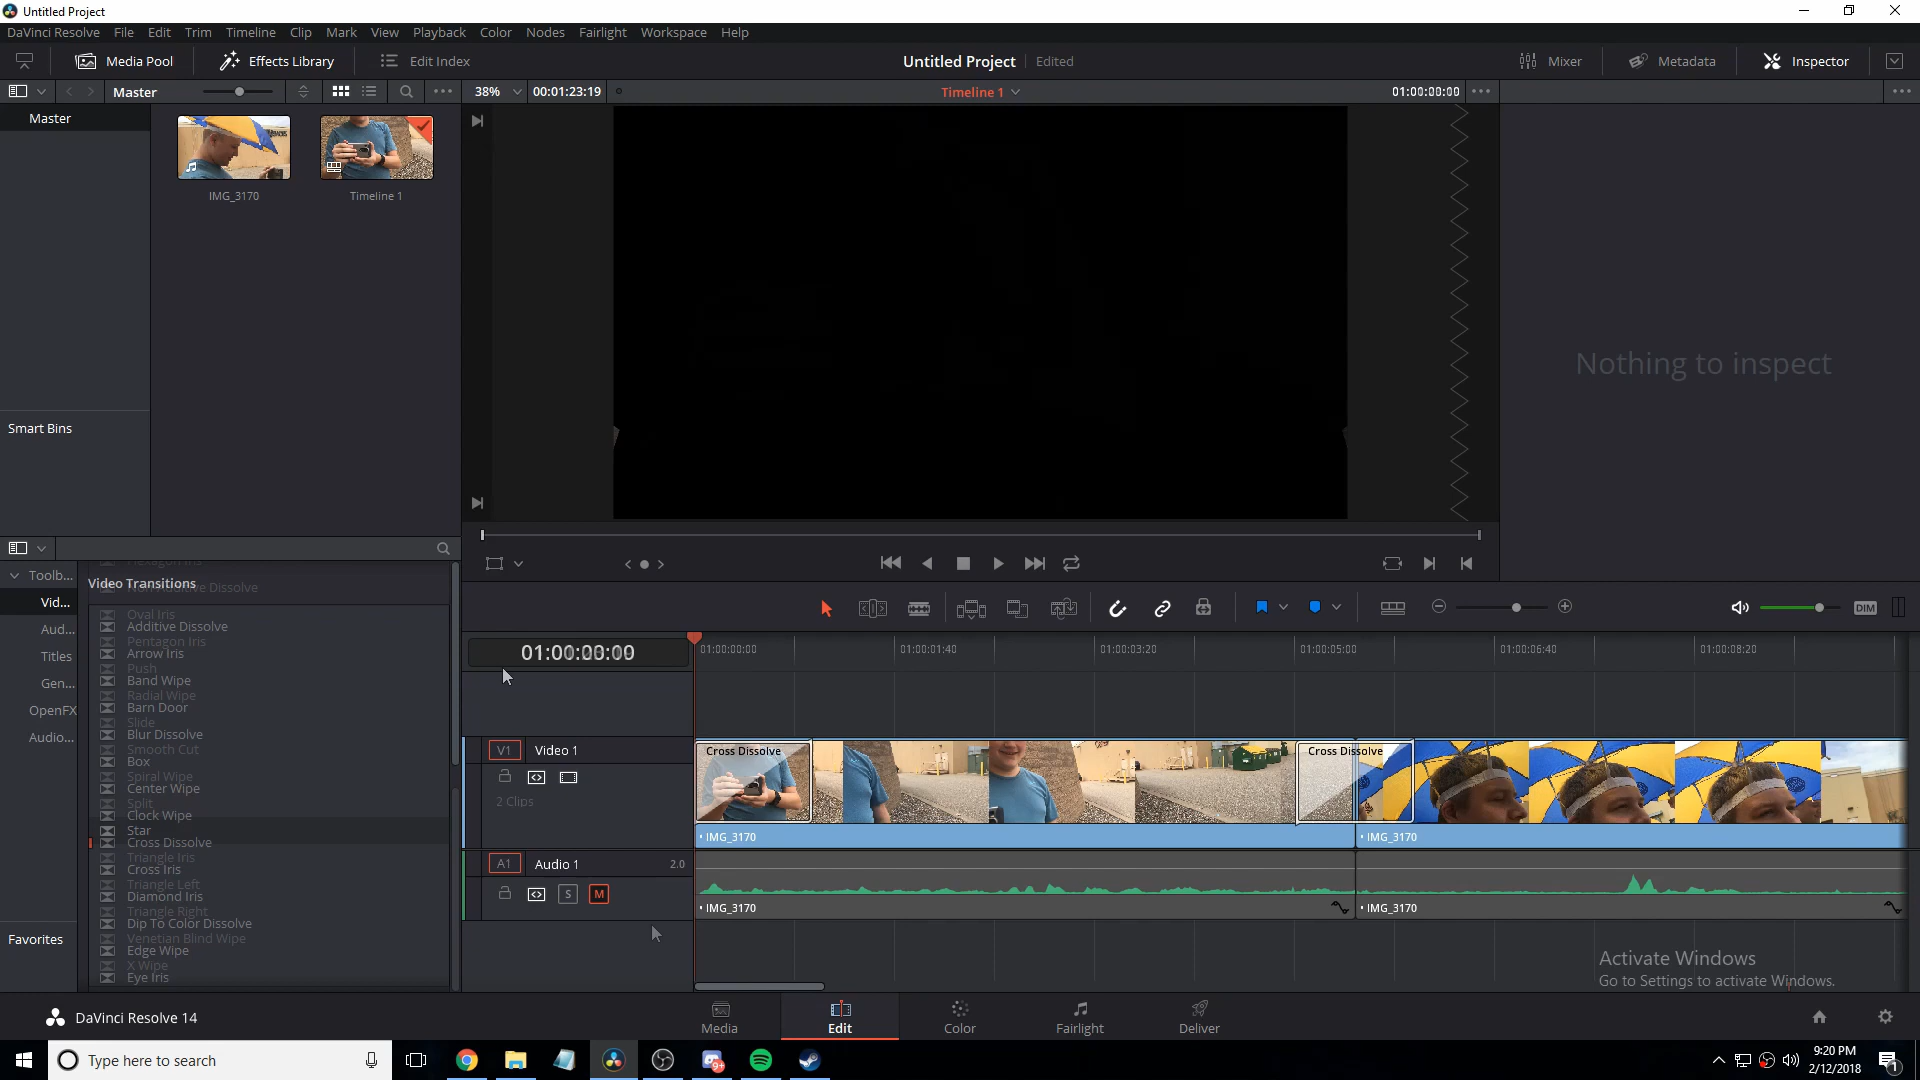 Untitled Project
DaVinci Resolve File Edit Trim Timeline Clip Mark View Playback Color Nodes Fairlight Workspace Help
Media Pool Effects Library Edit Index Untitled Project Edited Mixer Metadata Inspector
Master 38% 00:01:23:19 Timeline 1 01:00:00:00
Master
IMG_3170 Timeline 1
Nothing to inspect
Smart Bins
Toolb...
Video Transitions
Non-Additive Dissolve
Vid...
Oval Iris
Additive Dissolve
Aud...
Pentagon Iris
Arrow Iris
Titles
Push
Band Wipe
Gen...
Radial Wipe
Barn Door
OpenFX
Slide
Blur Dissolve
Audio...
Smooth Cut
Box
Spiral Wipe
Center Wipe
Split
Clock Wipe
Star
Cross Dissolve
Triangle Iris
Cross Iris
Triangle Left
Diamond Iris
Triangle Right
Dip To Color Dissolve
Favorites
Venetian Blind Wipe
Edge Wipe
X Wipe
Eye Iris
DIM
01:00:00:00 01:00:01:40 01:00:03:20 01:00:05:00 01:00:06:40 01:00:08:20
V1 Video 1 Cross Dissolve Cross Dissolve
2 Clips
• IMG_3170 • IMG_3170
A1 Audio 1 2.0
S M
• IMG_3170 • IMG_3170
Activate Windows
Go to Settings to activate Windows.
DaVinci Resolve 14
Media Edit Color Fairlight Deliver
Type here to search
9+
9:20 PM
2/12/2018
1